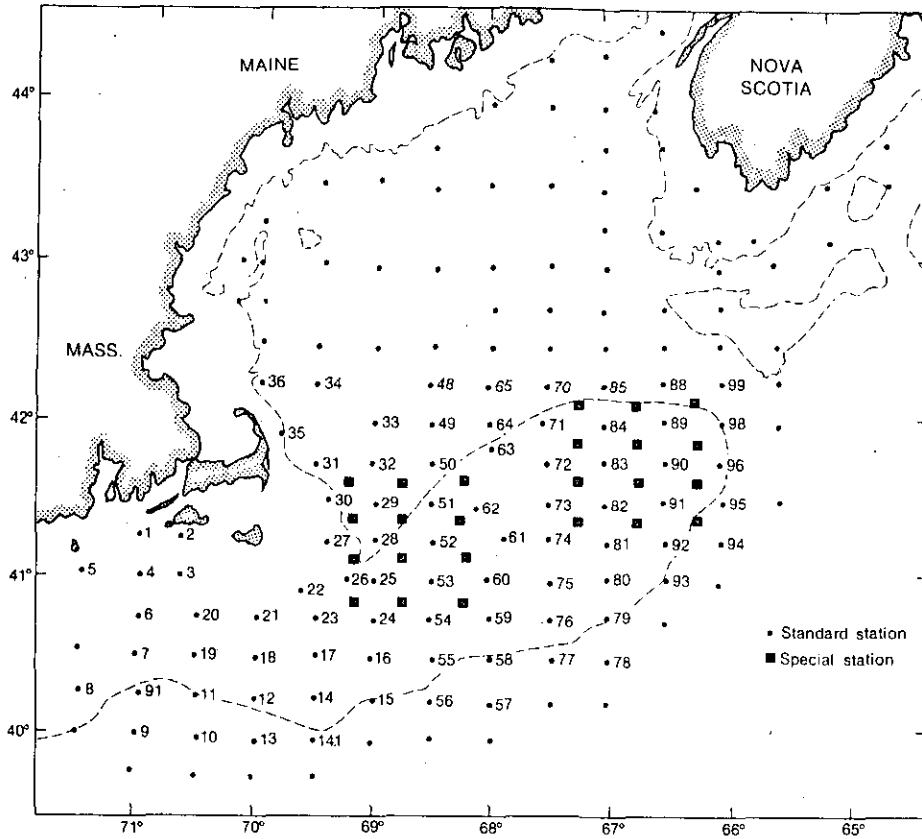 MAINE
NOVA
SCOTIA
44°
43°
MASS.
36 34 48 65 70 85 88 99
42°
33 49 64 71 84 89 98
35 63
31 32 50 72 83 90 96
30 29 51 62 73 82 91 95
1 2 27 28 52 61 74 81 92 94
41°
5 4 3 26 25 53 60 75 80 93
22
6 20 21 23 24 54 59 76 79
Standard station
7 19 18 17 16 55 58 77 78
Special station
8 91 11 12 14 15 56 57
40°
9 10 13 141
71° 70° 69° 68° 67° 66° 65°